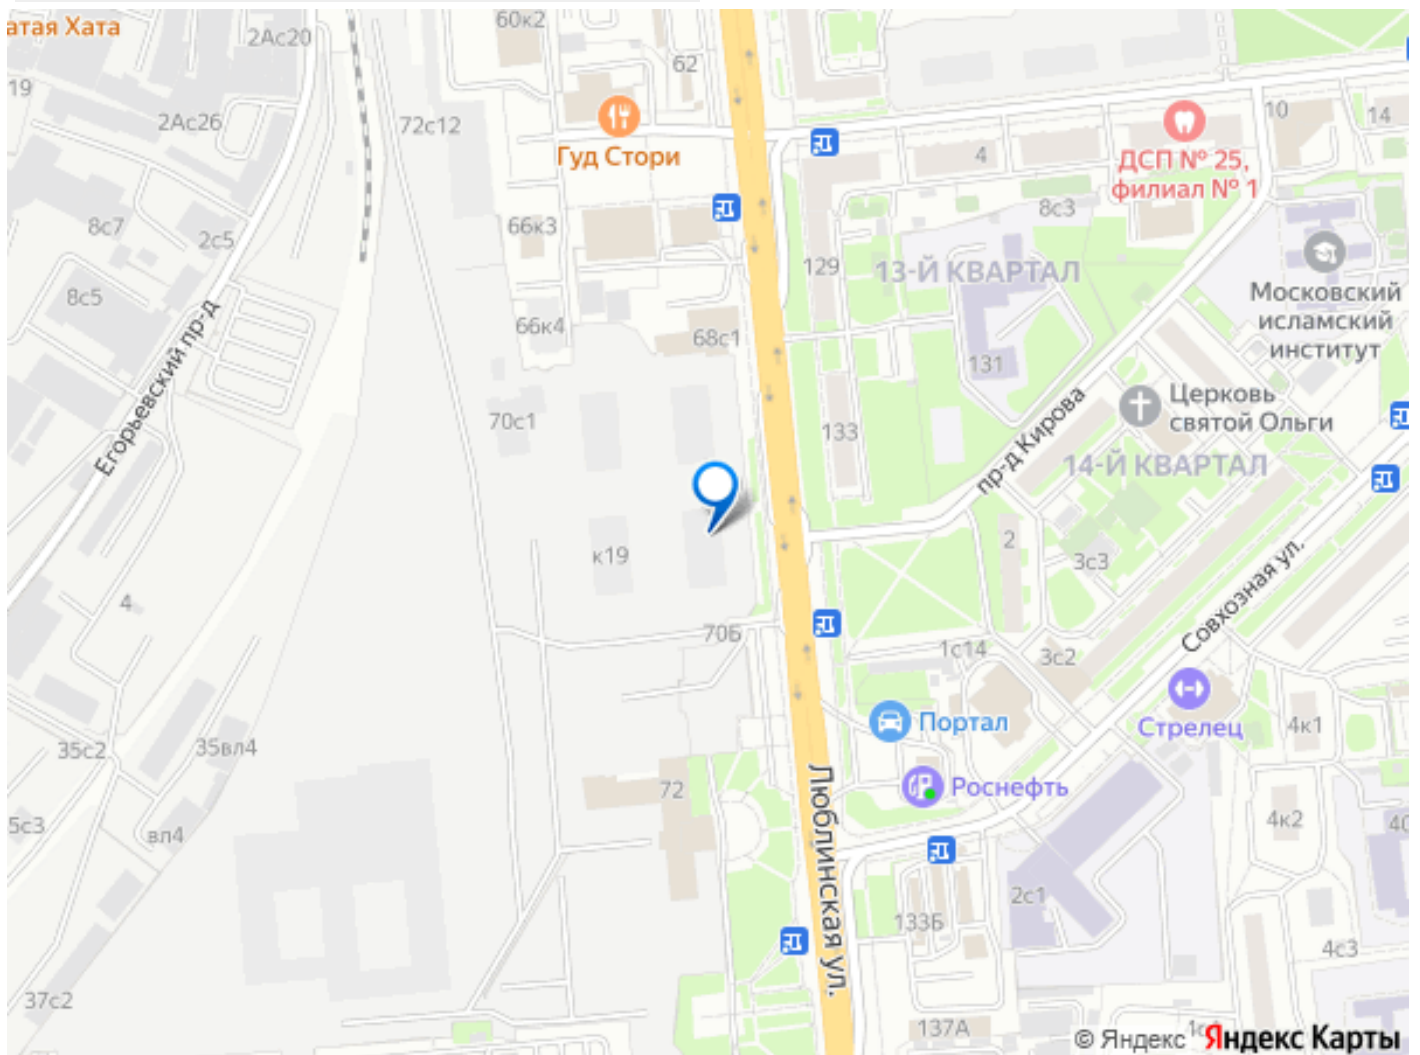 атая Хата
2Ас20
60к2
62
19
2Ас26
72с12
Гуд Стори
4
ДСП № 25,
филиал № 1
10
14
8с7
2с5
66к3
8с3
129
13-Й КВАРТАЛ
Московский
исламский
институт
8с5
66к4
68с1
131
Егорьевский пр-д
70с1
133
пр-д Кирова
Церковь
святой Ольги
14-Й КВАРТАЛ
к19
2
3с3
4
70Б
1с14
3с2
Совхозная ул.
Портал
Стрелец
4к1
35с2
35вл4
72
Роснефть
Люблинская ул.
5с3
вл4
4к2
40
2с1
133Б
4с3
37с2
137А
© Яндекс
Яндекс Карты